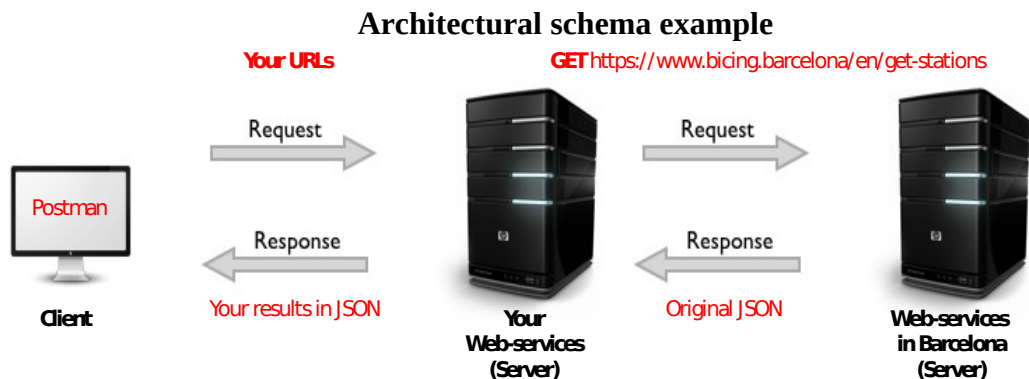 Architectural schema example
Your URLs
GET https://www.bicing.barcelona/en/get-stations
Request
Request
Postman
Response
Response
Your results in JSON
Original JSON
Client
Your
Web-services
(Server)
Web-services
in Barcelona
(Server)